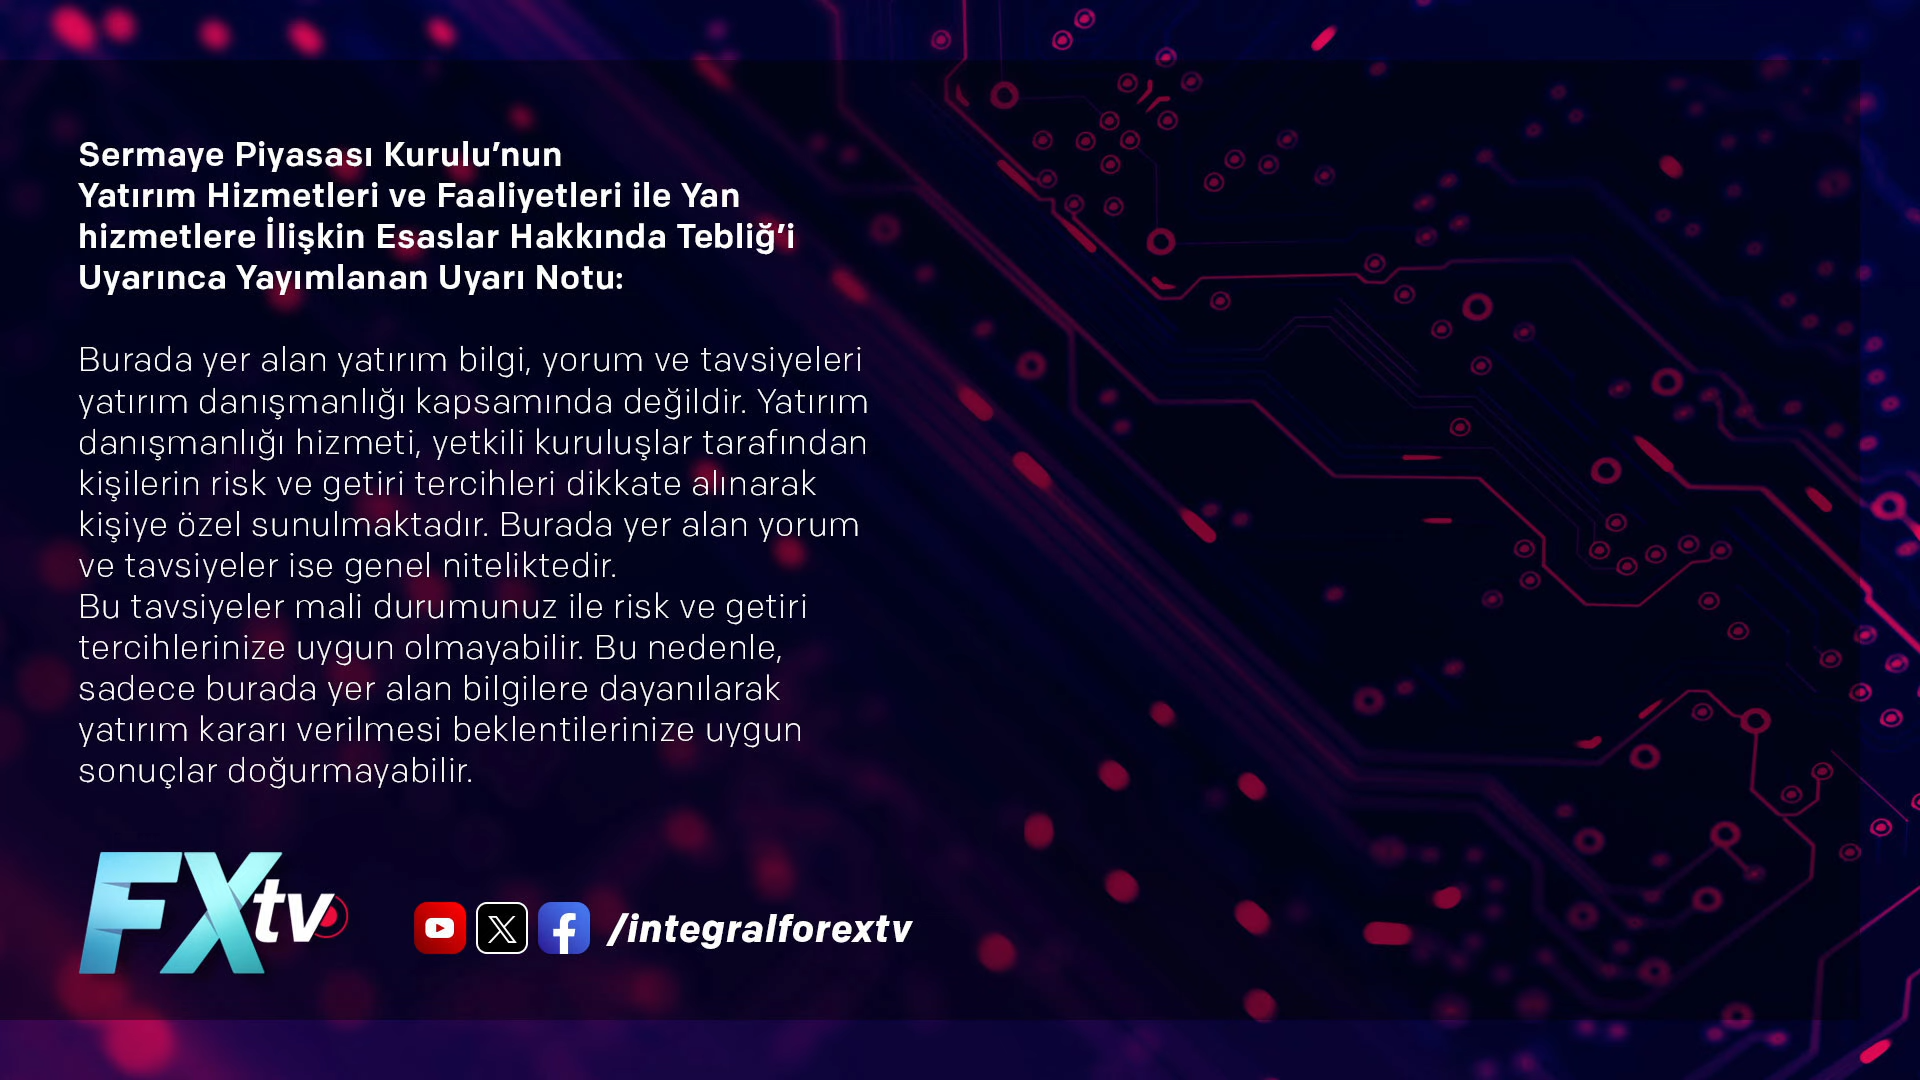 Sermaye Piyasası Kurulu’nun
Yatırım Hizmetleri ve Faaliyetleri ile Yan
hizmetlere İlişkin Esaslar Hakkında Tebliğ’i
Uyarınca Yayımlanan Uyarı Notu:
Burada yer alan yatırım bilgi, yorum ve tavsiyeleri
yatırım danışmanlığı kapsamında değildir. Yatırım
danışmanlığı hizmeti, yetkili kuruluşlar tarafından
kişilerin risk ve getiri tercihleri dikkate alınarak
kişiye özel sunulmaktadır. Burada yer alan yorum
ve tavsiyeler ise genel niteliktedir.
Bu tavsiyeler mali durumunuz ile risk ve getiri
tercihlerinize uygun olmayabilir. Bu nedenle,
sadece burada yer alan bilgilere dayanılarak
yatırım kararı verilmesi beklentilerinize uygun
sonuçlar doğurmayabilir.
FXtv
/integralforextv